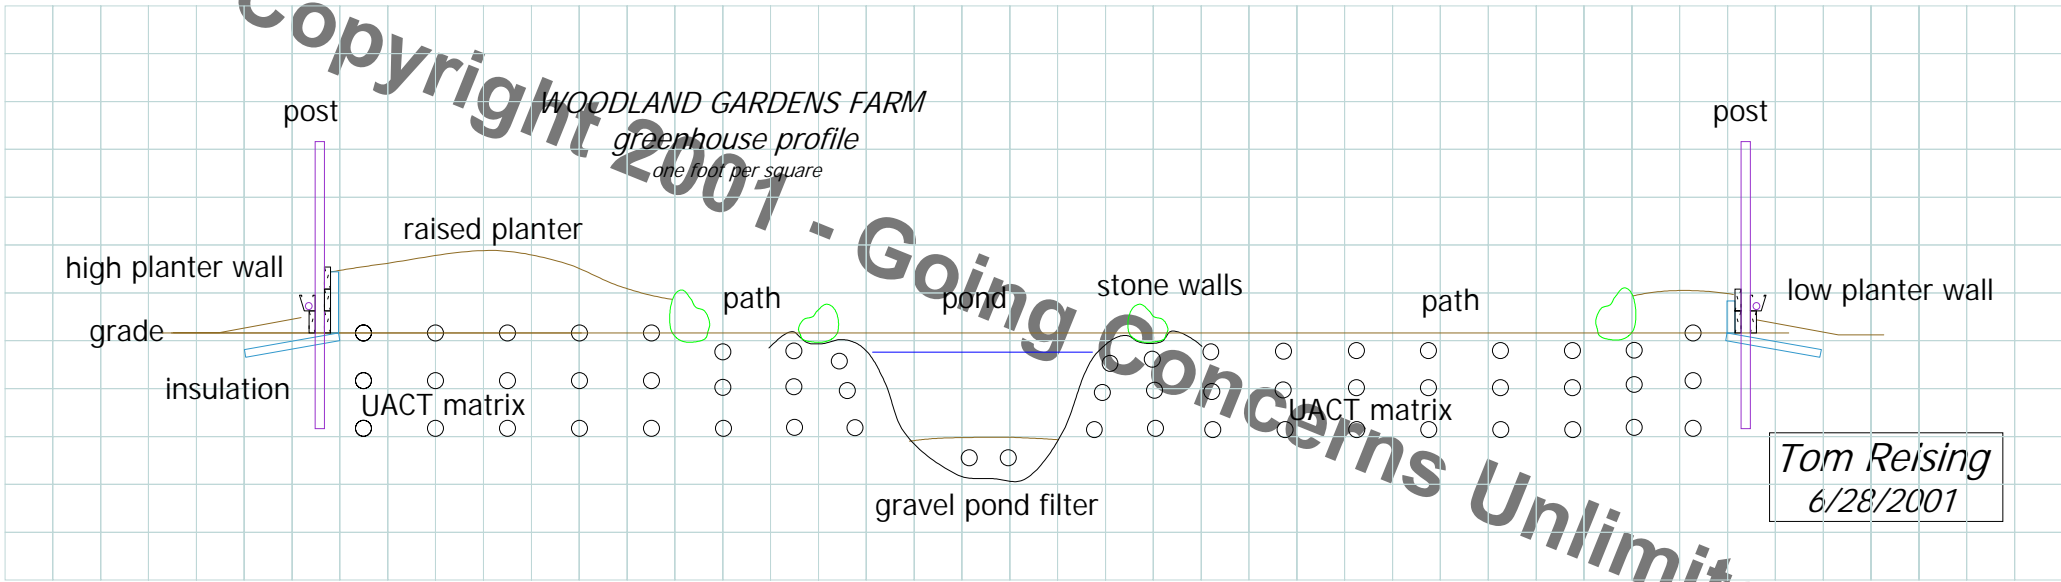 Copyright 2001 - Going Concerns Unlimit
WOODLAND GARDENS FARM
greenhouse profile
one foot per square
post
post
raised planter
high planter wall
path
pond
stone walls
path
low planter wall
grade
insulation
UACT matrix
UACT matrix
gravel pond filter
Tom Reising
6/28/2001